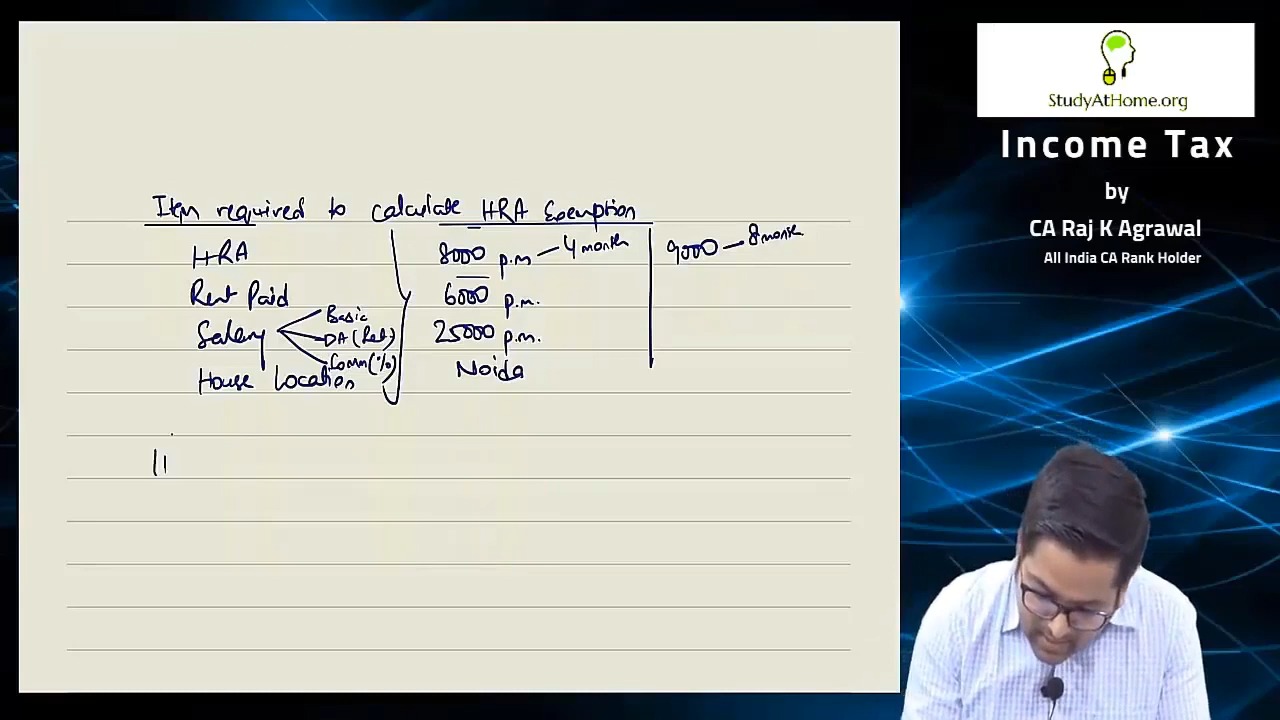 Item required to calculate HRA Exemption
HRA 8000 p.m — 4 month 9000 — 8 month
Rent Paid 6000 p.m.
Salary Basic 25000 p.m.
DA (Ret)
Comm (%)
House Location Noida
StudyAtHome.org
Income Tax
by
CA Raj K Agrawal
All India CA Rank Holder